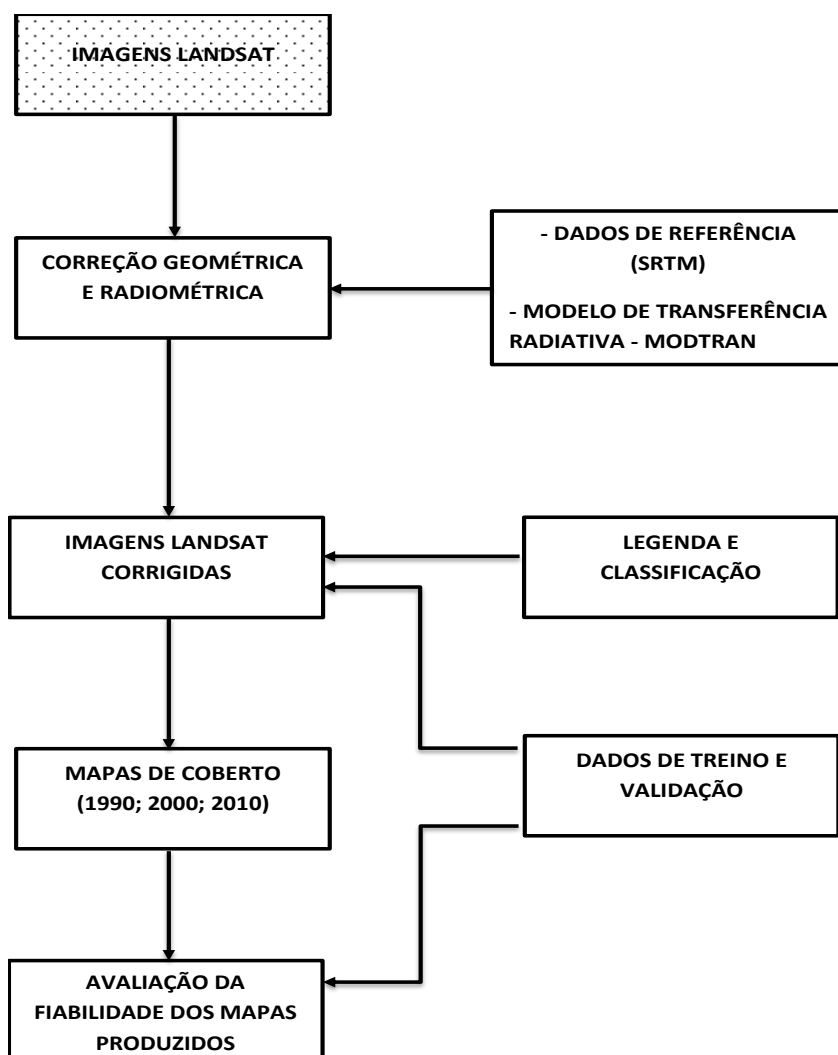 IMAGENS LANDSAT
CORREÇÃO GEOMÉTRICA
E RADIOMÉTRICA
- DADOS DE REFERÊNCIA
(SRTM)
- MODELO DE TRANSFERÊNCIA
RADIATIVA - MODTRAN
IMAGENS LANDSAT
CORRIGIDAS
LEGENDA E
CLASSIFICAÇÃO
MAPAS DE COBERTO
(1990; 2000; 2010)
DADOS DE TREINO E
VALIDAÇÃO
AVALIAÇÃO DA
FIABILIDADE DOS MAPAS
PRODUZIDOS